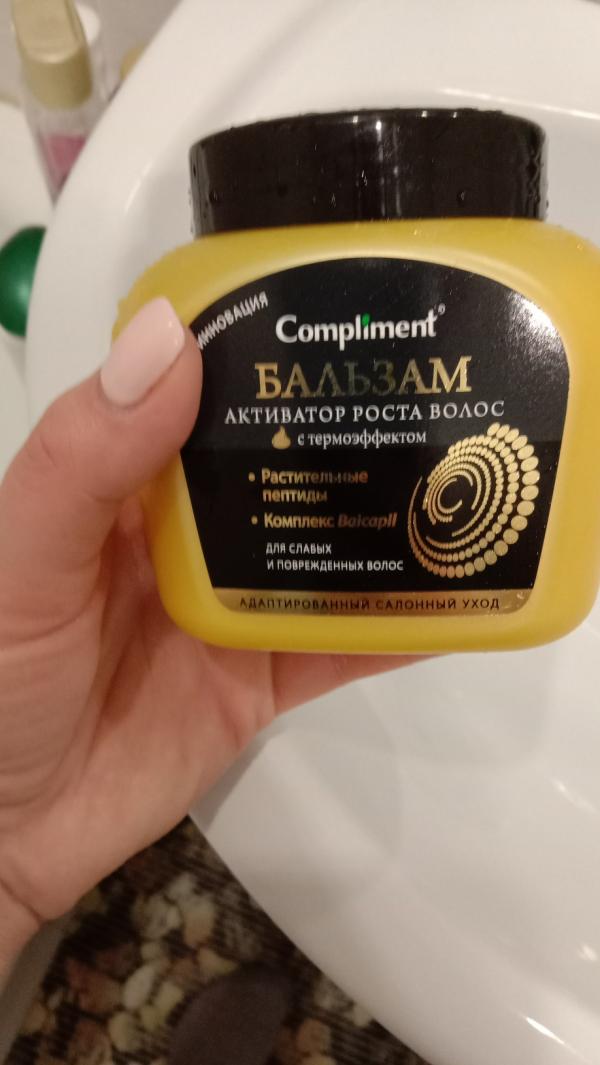 ИННОВАЦИЯ
Compliment®
БАЛЬЗАМ
АКТИВАТОР РОСТА ВОЛОС
с термоэффектом
• Растительные
пептиды
• Комплекс Baicapil
ДЛЯ СЛАБЫХ
И ПОВРЕЖДЕННЫХ ВОЛОС
АДАПТИРОВАННЫЙ САЛОННЫЙ УХОД